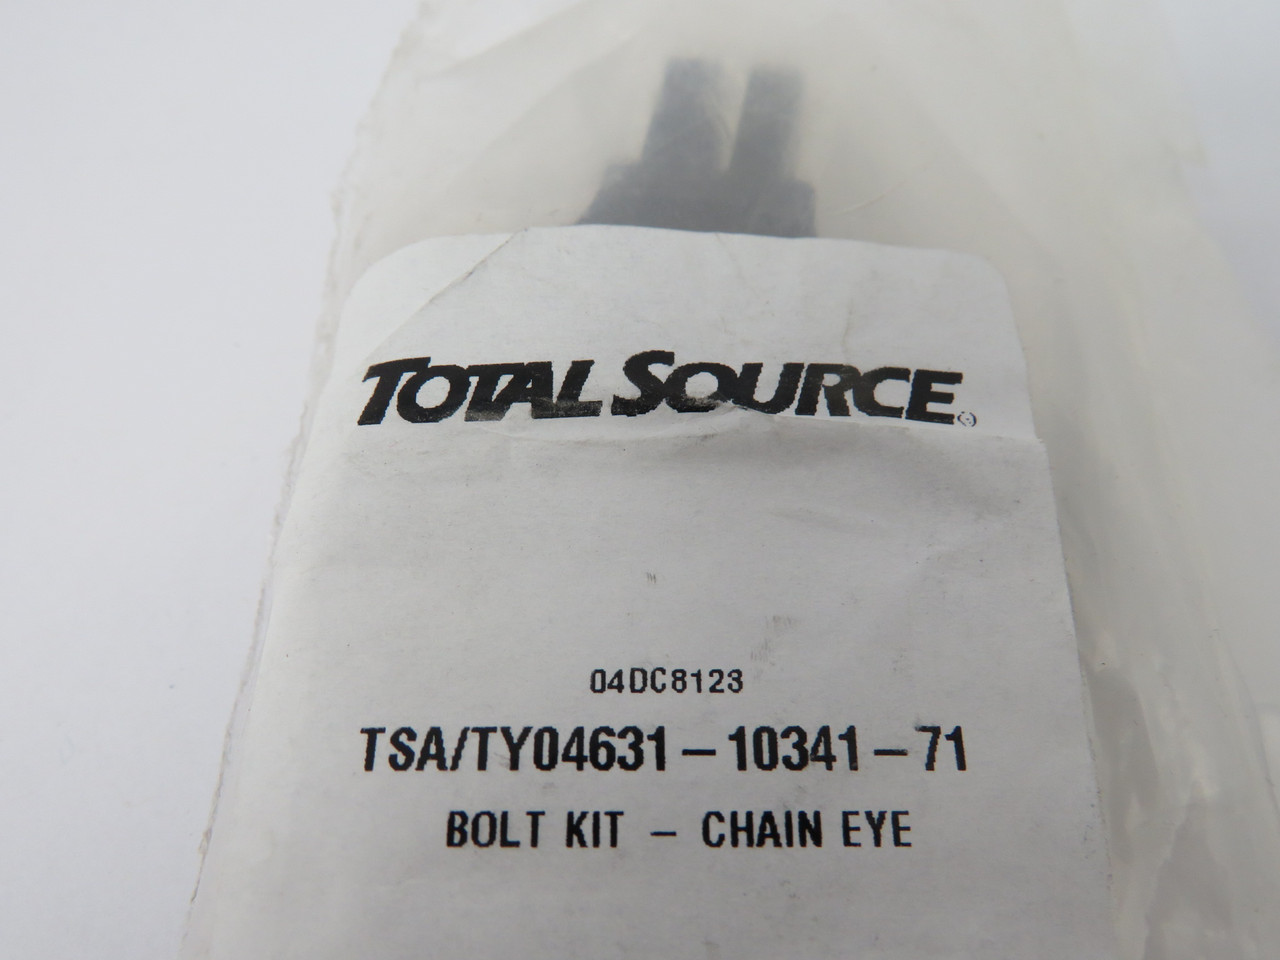 TOTAL SOURCE®
04DC8123
TSA/TY04631-10341-71
BOLT KIT - CHAIN EYE